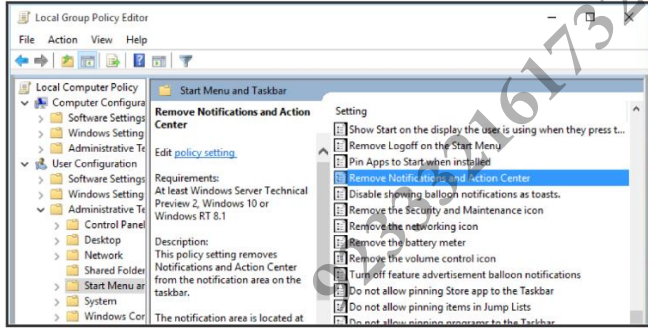 Local Group Policy Editor
File Action View Help
Local Computer Policy
Computer Configura
Software Settings
Windows Setting
Administrative Te
User Configuration
Software Settings
Windows Setting
Administrative Te
Control Panel
Desktop
Network
Shared Folder
Start Menu ar
System
Windows Cor
Start Menu and Taskbar
Remove Notifications and Action
Center
Edit policy setting
Requirements:
At least Windows Server Technical
Preview 2, Windows 10 or
Windows RT 8.1
Description:
This policy setting removes
Notifications and Action Center
from the notification area on the
taskbar.
The notification area is located at
Setting
Show Start on the display the user is using when they press t...
Remove Logoff on the Start Menu
Pin Apps to Start when installed
Remove Notifications and Action Center
Disable showing balloon notifications as toasts.
Remove the Security and Maintenance icon
Remove the networking icon
Remove the battery meter
Remove the volume control icon
Turn off feature advertisement balloon notifications
Do not allow pinning Store app to the Taskbar
Do not allow pinning items in Jump Lists
Do not allow pinning programs to the Taskbar